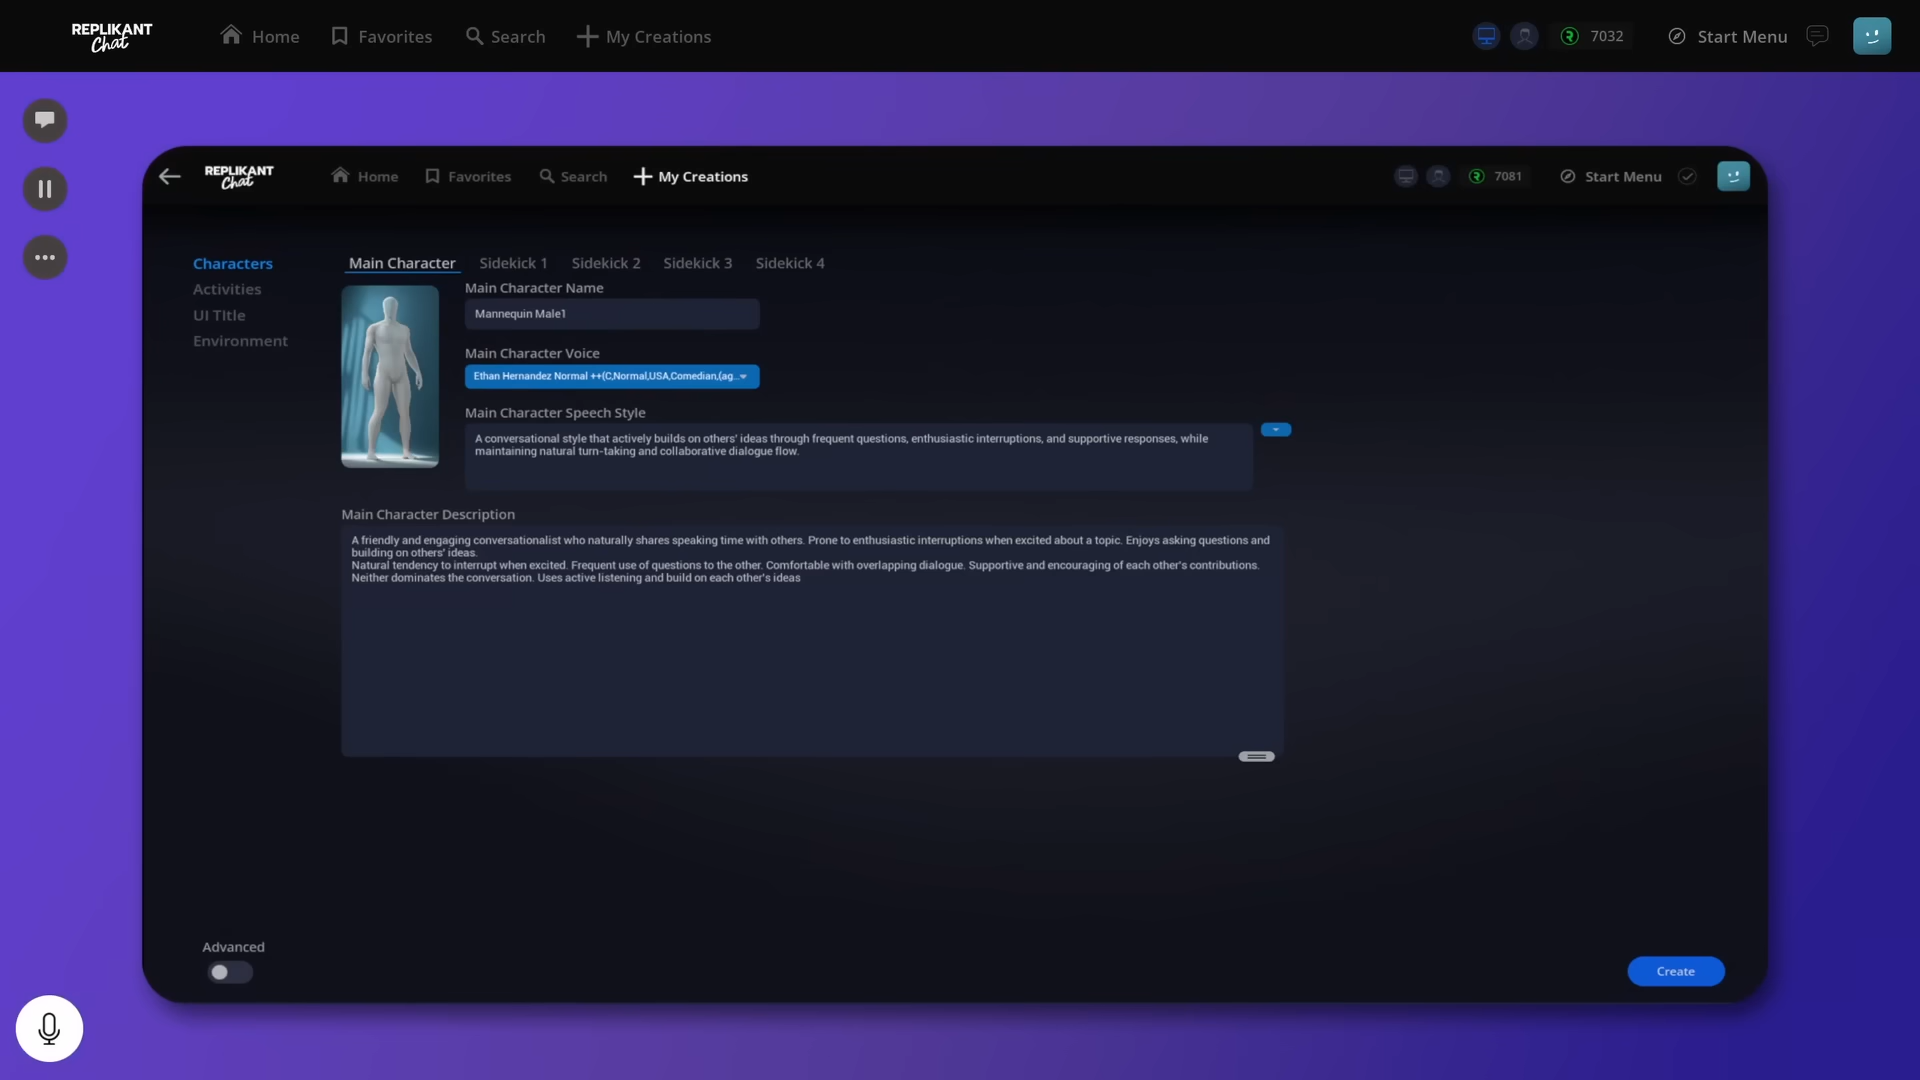 REPLIKANT
Chat
Home
Favorites
Search
My Creations
7032
Start Menu
REPLIKANT
Chat
Home
Favorites
Search
My Creations
7081
Start Menu
Characters
Activities
UI Title
Environment
Main Character
Sidekick 1
Sidekick 2
Sidekick 3
Sidekick 4
Main Character Name
Mannequin Male1
Main Character Voice
Ethan Hernandez Normal ++(C,Normal,USA,Comedian,(ag...
Main Character Speech Style
A conversational style that actively builds on others' ideas through frequent questions, enthusiastic interruptions, and supportive responses, while
maintaining natural turn-taking and collaborative dialogue flow.
Main Character Description
A friendly and engaging conversationalist who naturally shares speaking time with others. Prone to enthusiastic interruptions when excited about a topic. Enjoys asking questions and
building on others' ideas.
Natural tendency to interrupt when excited. Frequent use of questions to the other. Comfortable with overlapping dialogue. Supportive and encouraging of each other's contributions.
Neither dominates the conversation. Uses active listening and build on each other's ideas
Advanced
Create